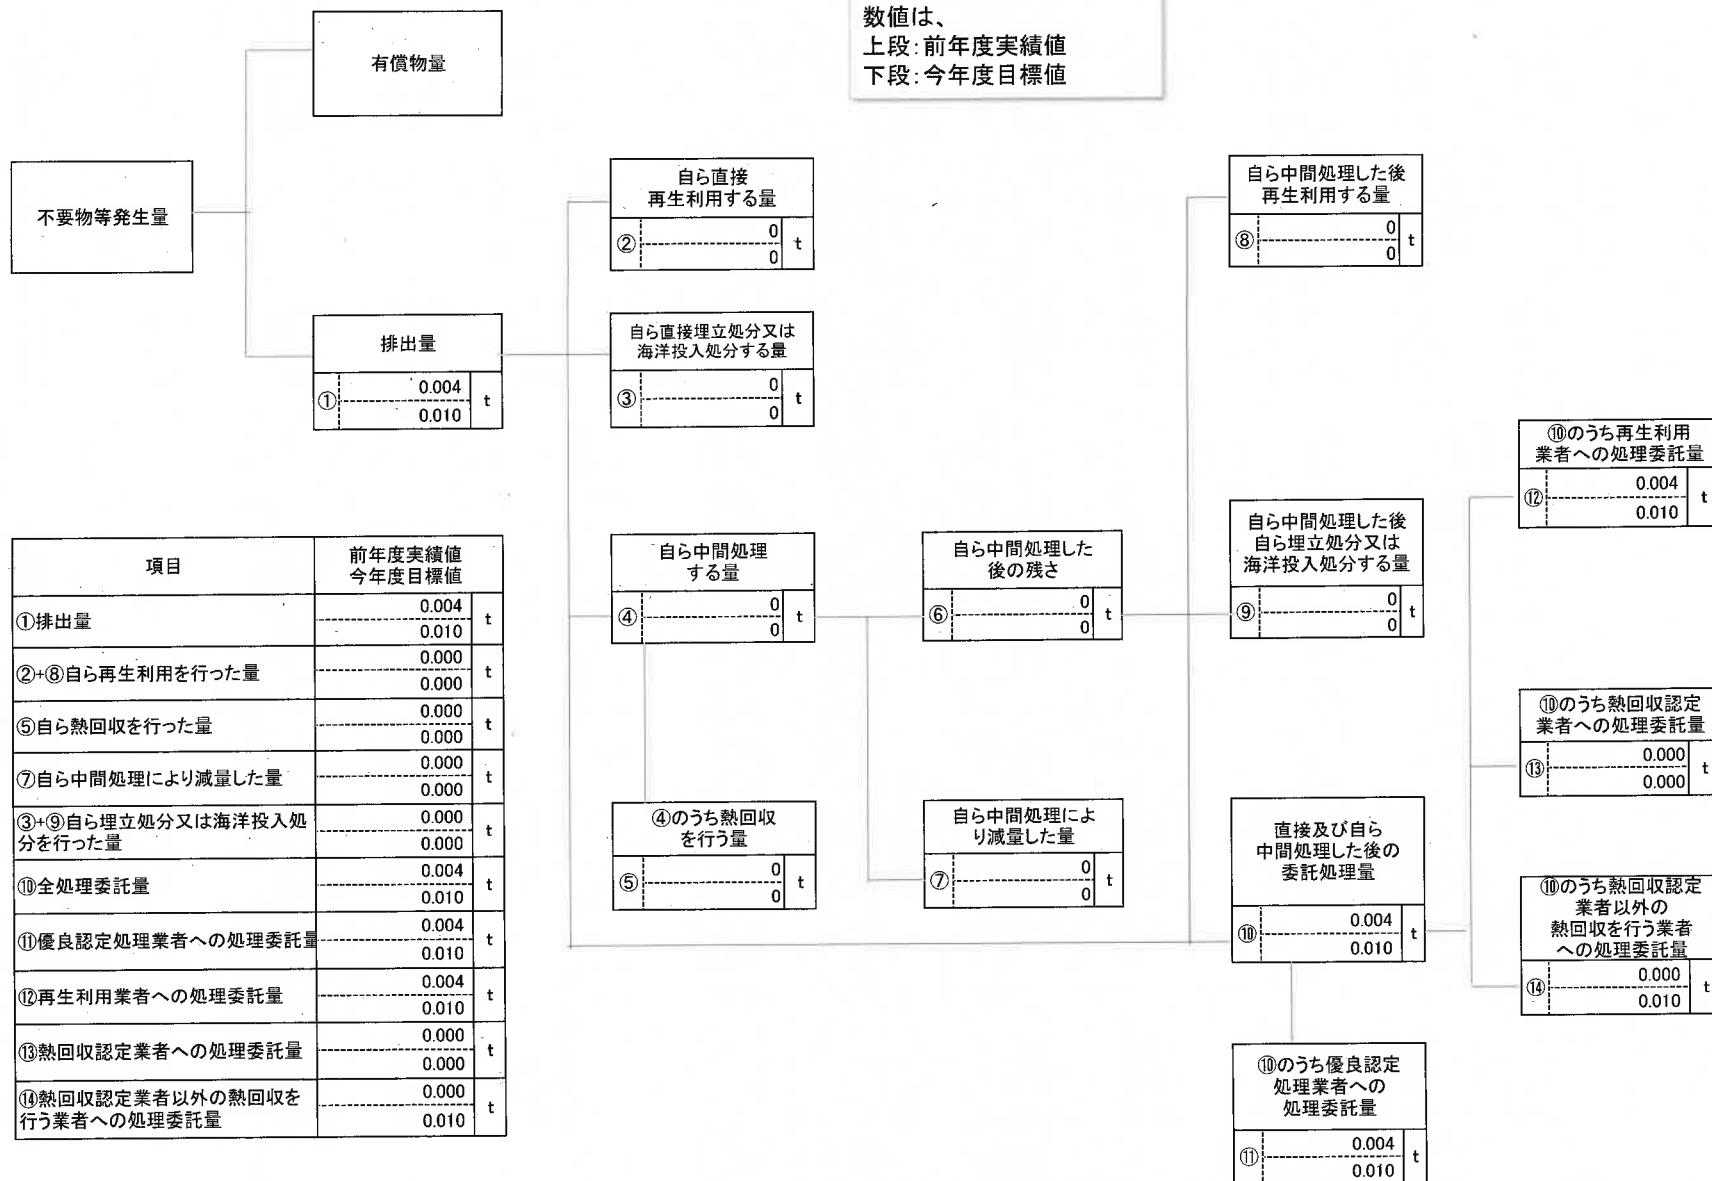 数値は、
上段：前年度実績値
下段：今年度目標値
有償物量
不要物等発生量
排出量
① 0.004 t
0.010
自ら直接
再生利用する量
② 0 t
0
自ら直接埋立処分又は
海洋投入処分する量
③ 0 t
0
自ら中間処理
する量
④ 0 t
0
④のうち熱回収
を行う量
⑤ 0 t
0
自ら中間処理した
後の残さ
⑥ 0 t
0
自ら中間処理によ
り減量した量
⑦ 0 t
0
自ら中間処理した後
再生利用する量
⑧ 0 t
0
自ら中間処理した後
自ら埋立処分又は
海洋投入処分する量
⑨ 0 t
0
直接及び自ら
中間処理した後の
委託処理量
⑩ 0.004 t
0.010
⑩のうち優良認定
処理業者への
処理委託量
⑪ 0.004 t
0.010
⑩のうち再生利用
業者への処理委託量
⑫ 0.004 t
0.010
⑩のうち熱回収認定
業者への処理委託量
⑬ 0.000 t
0.000
⑩のうち熱回収認定
業者以外の
熱回収を行う業者
への処理委託量
⑭ 0.000 t
0.010
項目 前年度実績値
今年度目標値
①排出量 0.004 t
0.010
②+⑧自ら再生利用を行った量 0.000 t
0.000
⑤自ら熱回収を行った量 0.000 t
0.000
⑦自ら中間処理により減量した量 0.000 t
0.000
③+⑨自ら埋立処分又は海洋投入処 0.000 t
分を行った量 0.000
⑩全処理委託量 0.004 t
0.010
⑪優良認定処理業者への処理委託量 0.004 t
0.010
⑫再生利用業者への処理委託量 0.004 t
0.010
⑬熱回収認定業者への処理委託量 0.000 t
0.000
⑭熱回収認定業者以外の熱回収を 0.000 t
行う業者への処理委託量 0.010